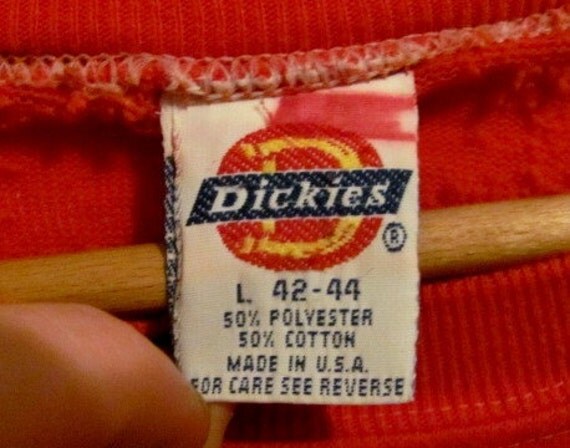 Dickies
®
L. 42-44
50% POLYESTER
50% COTTON
MADE IN U.S.A.
FOR CARE SEE REVERSE